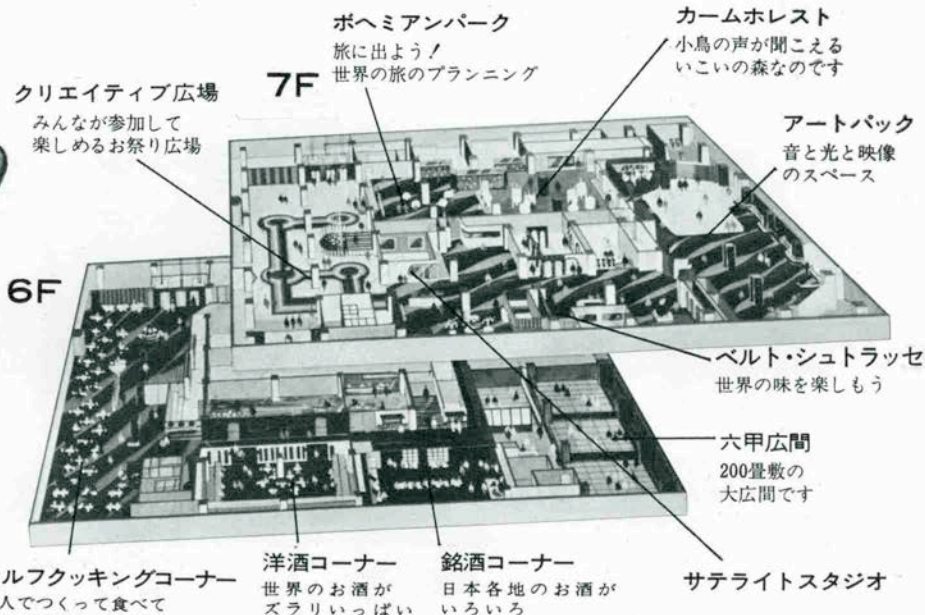 ボヘミアンパーク
旅に出よう！
世界の旅のプランニング
カームホレスト
小鳥の声が聞こえる
いこいの森なのです
7F
クリエイティブ広場
みんなが参加して
楽しめるお祭り広場
アートパック
音と光と映像
のスペース
6F
ベルト・シュトラッセ
世界の味を楽しもう
六甲広間
200畳敷の
大広間です
ルフクッキングコーナー
人でつくって食べて
洋酒コーナー
世界のお酒が
ズラリいっぱい
銘酒コーナー
日本各地のお酒が
いろいろ
サテライトスタジオ